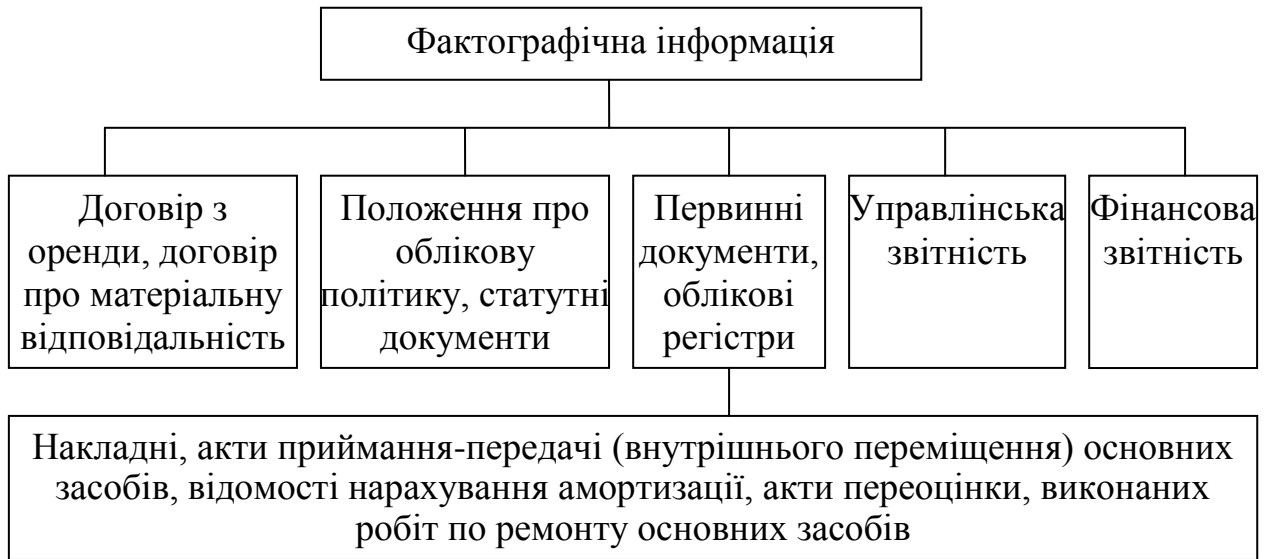 Фактографічна інформація
Договір з
оренди, договір
про матеріальну
відповідальність
Положення про
облікову
політику, статутні
документи
Первинні
документи,
облікові
регістри
Управлінська
звітність
Фінансова
звітність
Накладні, акти приймання-передачі (внутрішнього переміщення) основних
засобів, відомості нарахування амортизації, акти переоцінки, виконаних
робіт по ремонту основних засобів